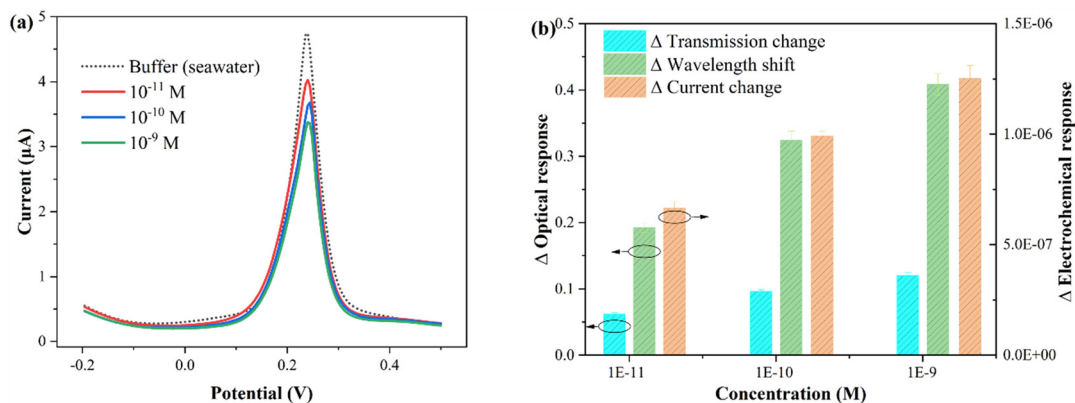 (a)
Current (μA)
5
4
3
2
1
0
Buffer (seawater)
10⁻¹¹ M
10⁻¹⁰ M
10⁻⁹ M
-0.2
0.0
0.2
0.4
Potential (V)
(b)
Δ Optical response
0.5
0.4
0.3
0.2
0.1
0.0
Δ Transmission change
Δ Wavelength shift
Δ Current change
1.5E-06
1.0E-06
5.0E-07
0.0E+00
Δ Electrochemical response
1E-11
1E-10
1E-9
Concentration (M)